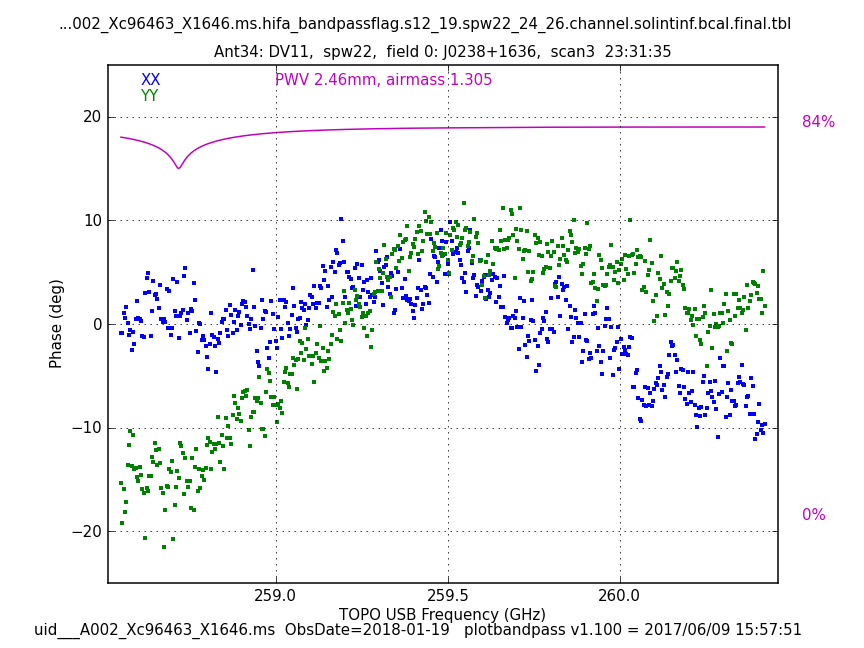 ...002_Xc96463_X1646.ms.hifa_bandpassflag.s12_19.spw22_24_26.channel.solintinf.bcal.final.tbl
Ant34: DV11, spw22, field 0: J0238+1636, scan3 23:31:35
XX
PWV 2.46mm, airmass 1.305
YY
20
84%
10
0
Phase (deg)
−10
0%
−20
259.0 259.5 260.0
TOPO USB Frequency (GHz)
uid___A002_Xc96463_X1646.ms ObsDate=2018-01-19 plotbandpass v1.100 = 2017/06/09 15:57:51